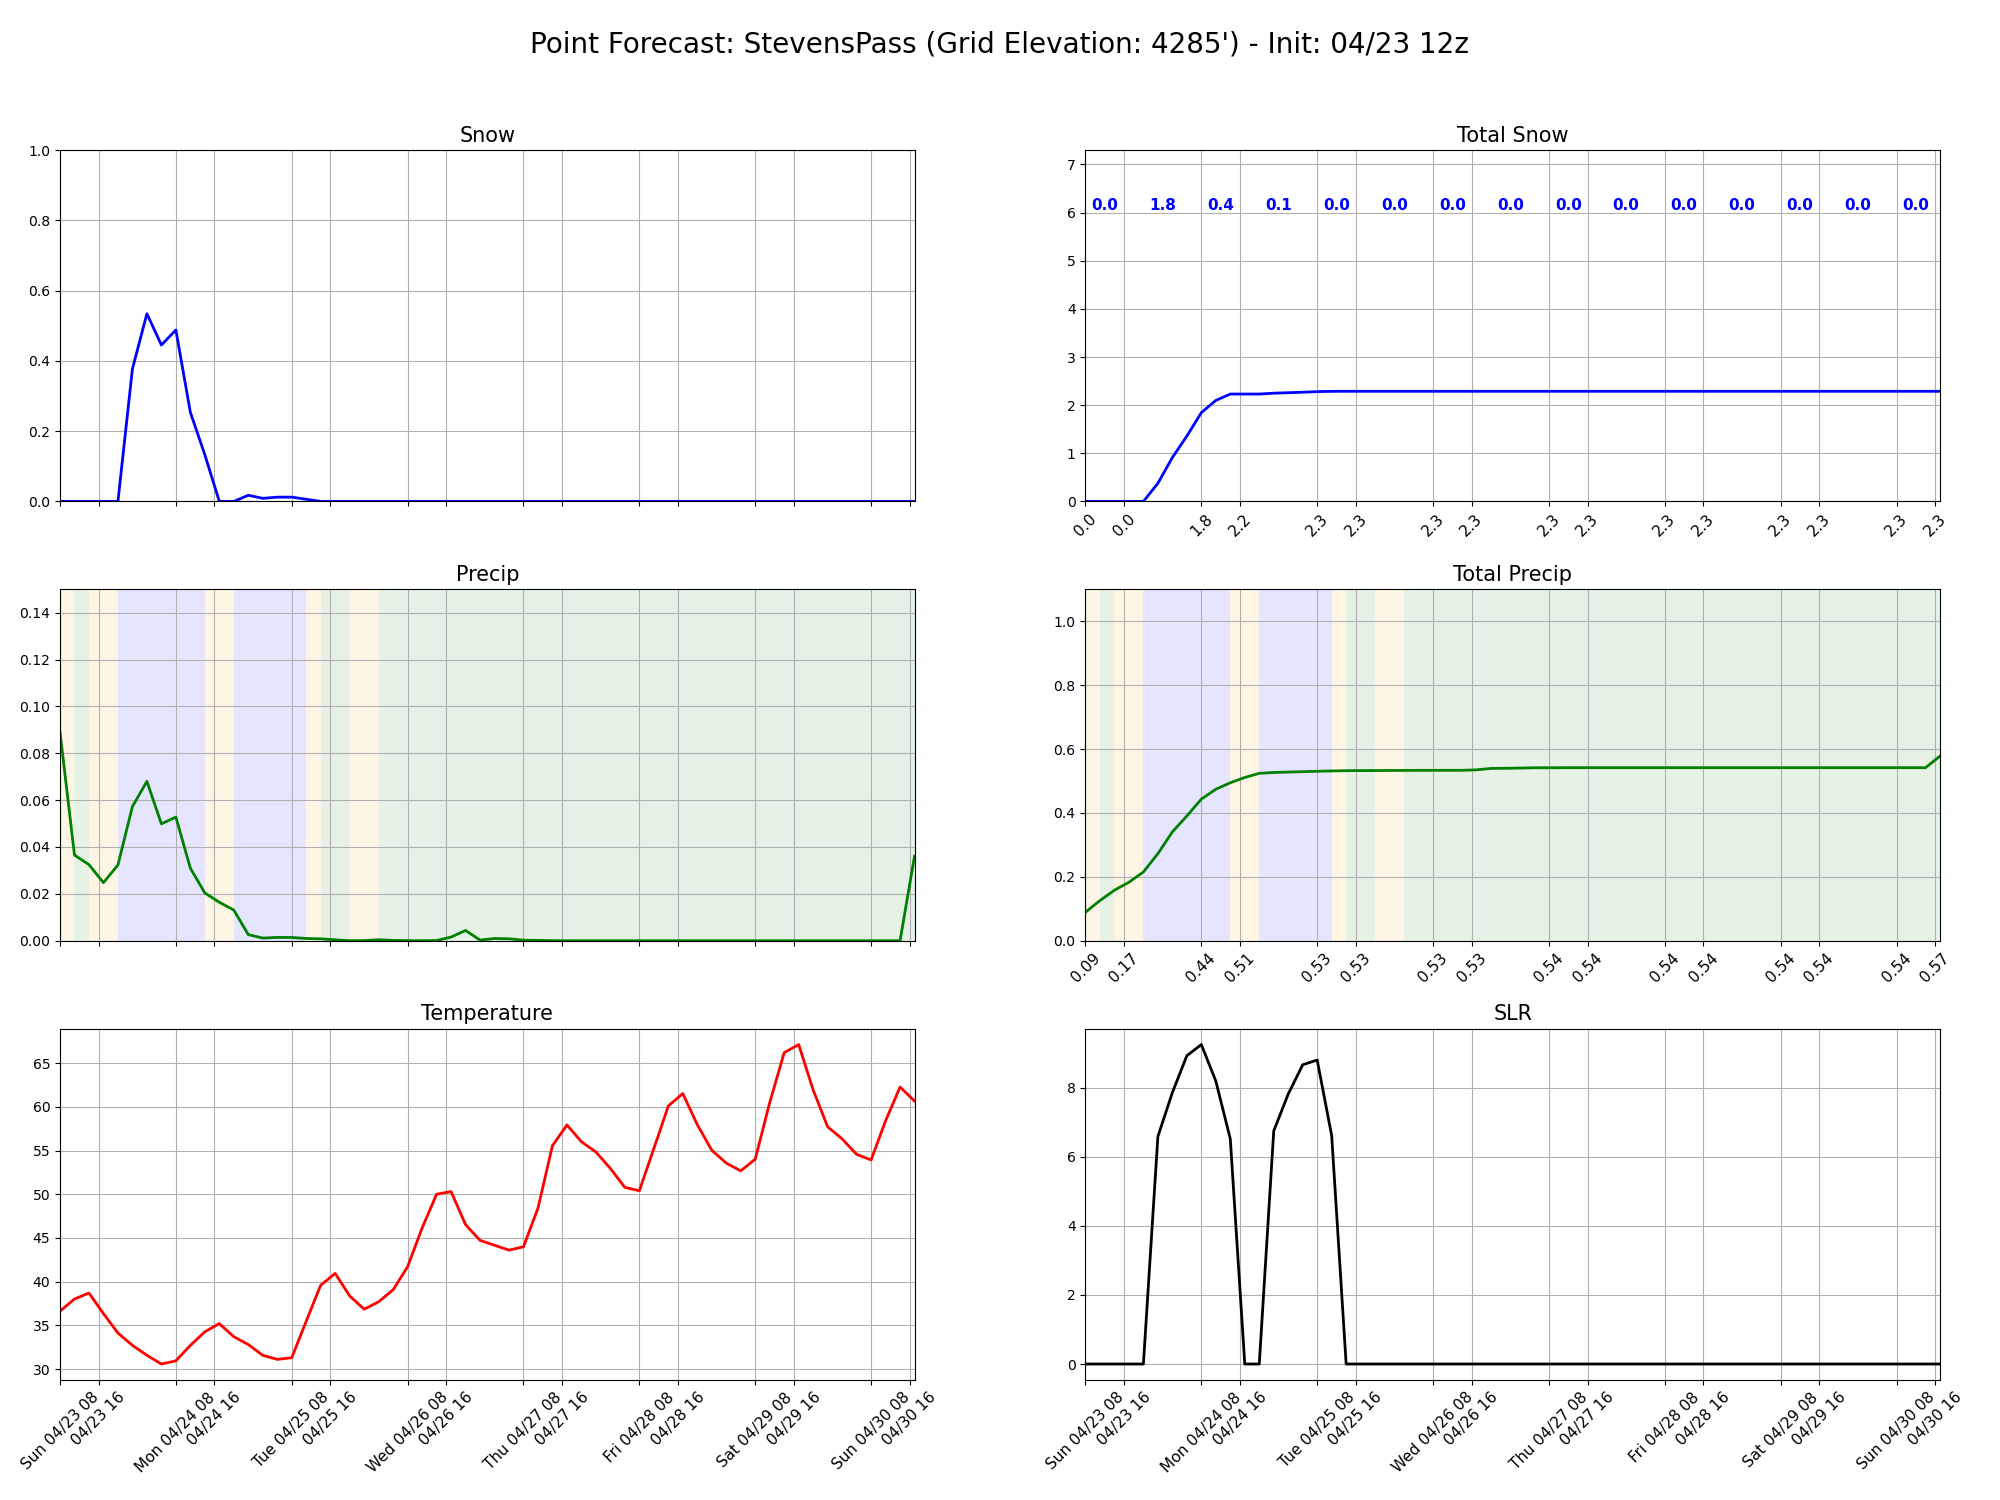 Point Forecast: StevensPass (Grid Elevation: 4285') - Init: 04/23 12z
Snow
1.0
0.8
0.6
0.4
0.2
0.0
Total Snow
7
6
5
4
3
2
1
0
0.0 1.8 0.4 0.1 0.0 0.0 0.0 0.0 0.0 0.0 0.0 0.0 0.0 0.0 0.0
0.0 0.0 1.8 2.2 2.3 2.3 2.3 2.3 2.3 2.3 2.3 2.3 2.3 2.3 2.3 2.3
Precip
0.14
0.12
0.10
0.08
0.06
0.04
0.02
0.00
Total Precip
1.0
0.8
0.6
0.4
0.2
0.0
0.09 0.17 0.44 0.51 0.53 0.53 0.53 0.53 0.54 0.54 0.54 0.54 0.54 0.54 0.54 0.57
Temperature
65
60
55
50
45
40
35
30
Sun 04/23 08
04/23 16
Mon 04/24 08
04/24 16
Tue 04/25 08
04/25 16
Wed 04/26 08
04/26 16
Thu 04/27 08
04/27 16
Fri 04/28 08
04/28 16
Sat 04/29 08
04/29 16
Sun 04/30 08
04/30 16
SLR
8
6
4
2
0
Sun 04/23 08
04/23 16
Mon 04/24 08
04/24 16
Tue 04/25 08
04/25 16
Wed 04/26 08
04/26 16
Thu 04/27 08
04/27 16
Fri 04/28 08
04/28 16
Sat 04/29 08
04/29 16
Sun 04/30 08
04/30 16